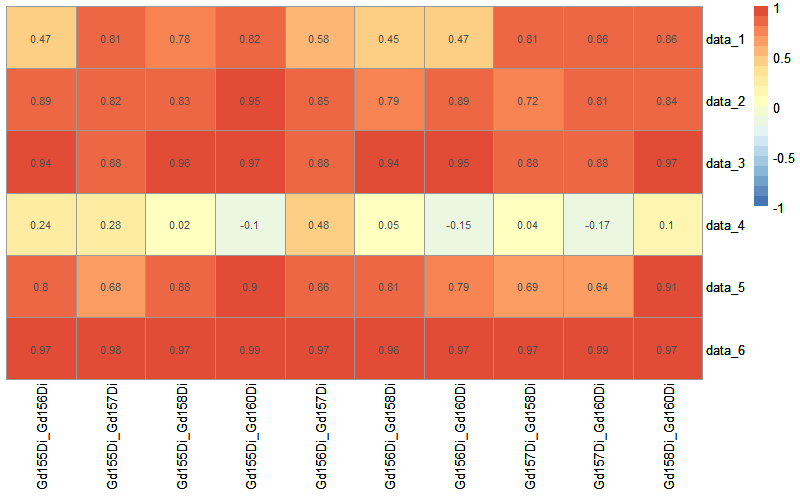 0.47 0.81 0.78 0.82 0.58 0.45 0.47 0.81 0.86 0.86 data_1
0.89 0.82 0.83 0.95 0.85 0.79 0.89 0.72 0.81 0.84 data_2
0.94 0.88 0.96 0.97 0.88 0.94 0.95 0.88 0.88 0.97 data_3
0.24 0.28 0.02 -0.1 0.48 0.05 -0.15 0.04 -0.17 0.1 data_4
0.8 0.68 0.88 0.9 0.86 0.81 0.79 0.69 0.64 0.91 data_5
0.97 0.98 0.97 0.99 0.97 0.96 0.97 0.97 0.99 0.97 data_6
Gd155Di_Gd156Di
Gd155Di_Gd157Di
Gd155Di_Gd158Di
Gd155Di_Gd160Di
Gd156Di_Gd157Di
Gd156Di_Gd158Di
Gd156Di_Gd160Di
Gd157Di_Gd158Di
Gd157Di_Gd160Di
Gd158Di_Gd160Di
1
0.5
0
-0.5
-1